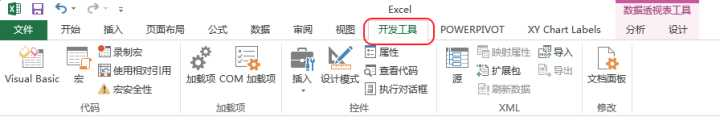 Excel
数据透视表工具
文件 开始 插入 页面布局 公式 数据 审阅 视图 开发工具 POWERPIVOT XY Chart Labels 分析 设计
Visual Basic
宏
录制宏
使用相对引用
宏安全性
代码
加载项
COM 加载项
加载项
插入
设计模式
属性
查看代码
执行对话框
控件
源
映射属性
扩展包
刷新数据
导入
导出
XML
文档面板
修改